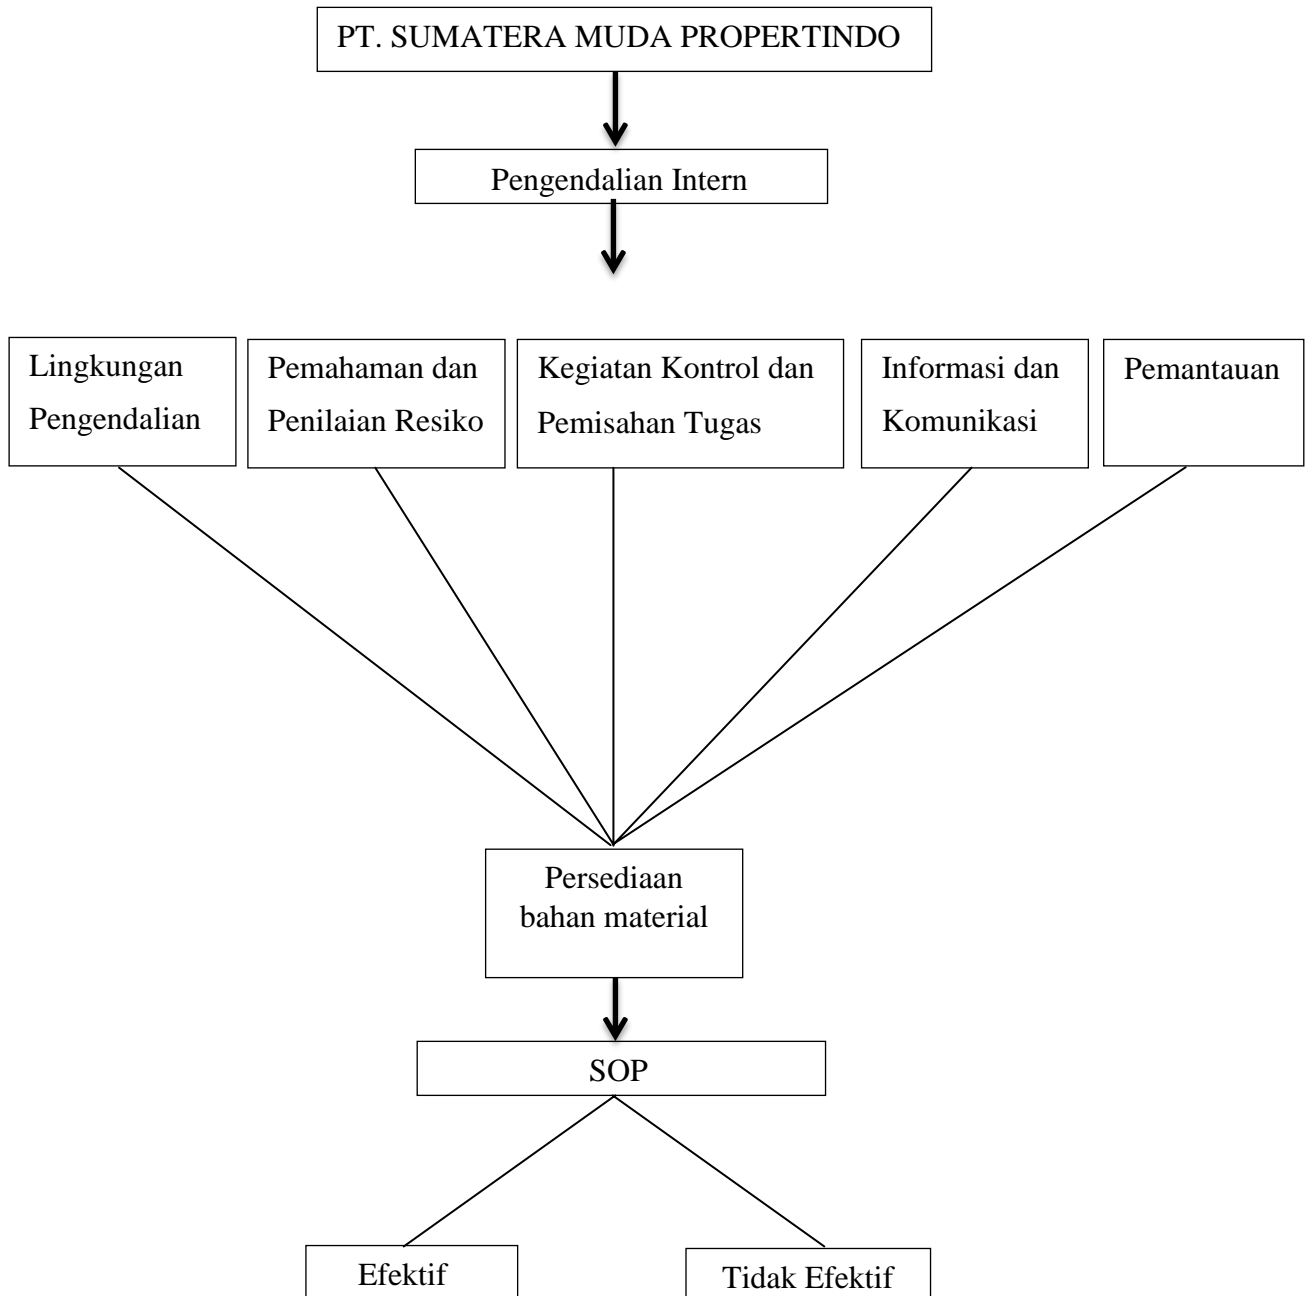 PT. SUMATERA MUDA PROPERTINDO
Pengendalian Intern
Lingkungan
Pengendalian
Pemahaman dan
Penilaian Resiko
Kegiatan Kontrol dan
Pemisahan Tugas
Informasi dan
Komunikasi
Pemantauan
Persediaan
bahan material
SOP
Efektif
Tidak Efektif